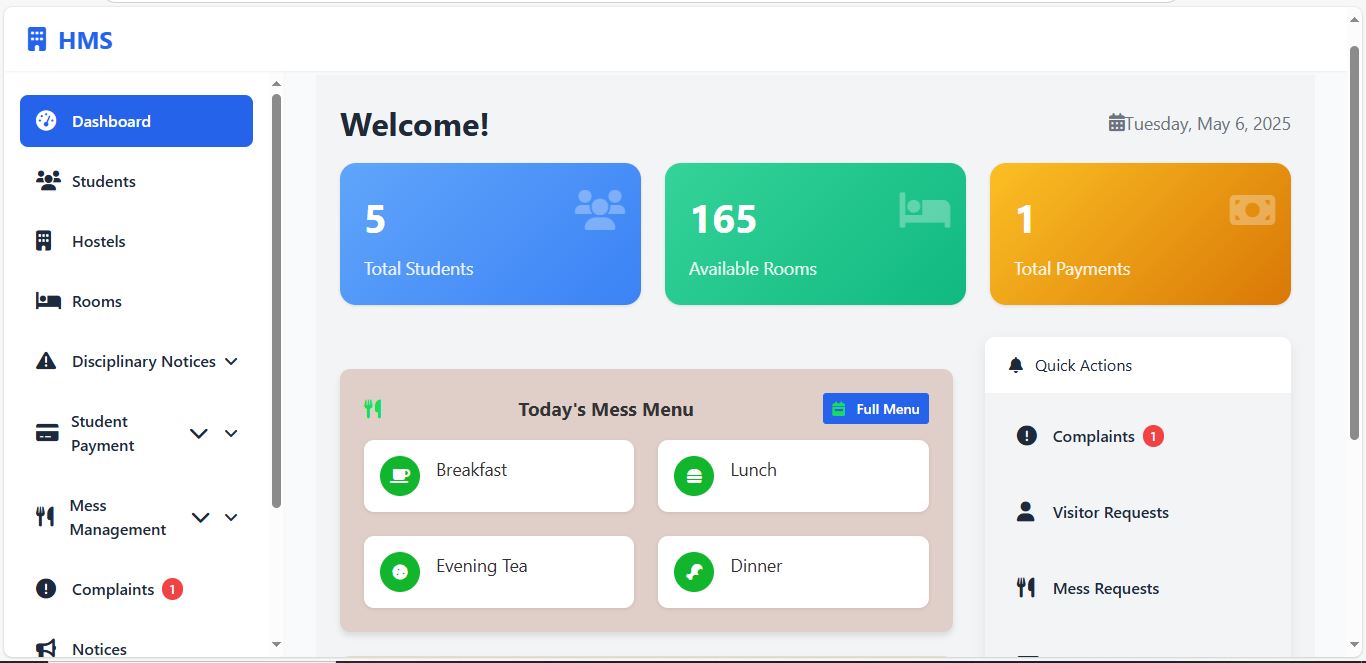 HMS
Dashboard
Students
Hostels
Rooms
Disciplinary Notices
Student
Payment
Mess
Management
Complaints 1
Notices
Welcome!
Tuesday, May 6, 2025
5
Total Students
165
Available Rooms
1
Total Payments
Today's Mess Menu
Full Menu
Breakfast
Lunch
Evening Tea
Dinner
Quick Actions
Complaints 1
Visitor Requests
Mess Requests